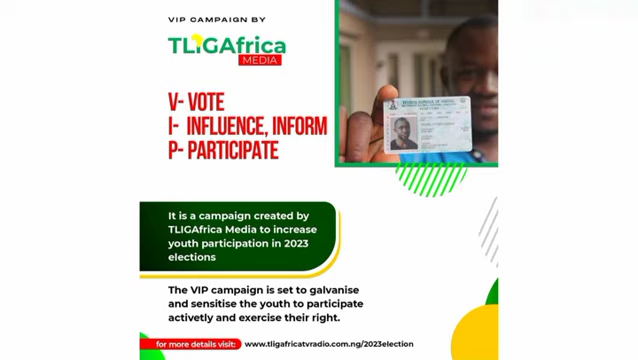 VIP CAMPAIGN BY
TLIGAfrica
MEDIA
V- VOTE
I- INFLUENCE, INFORM
P- PARTICIPATE
It is a campaign created by
TLIGAfrica Media to increase
youth participation in 2023
elections
The VIP campaign is set to galvanise
and sensitise the youth to participate
activetly and exercise their right.
for more details visit: www.tligafricatvradio.com.ng/2023election